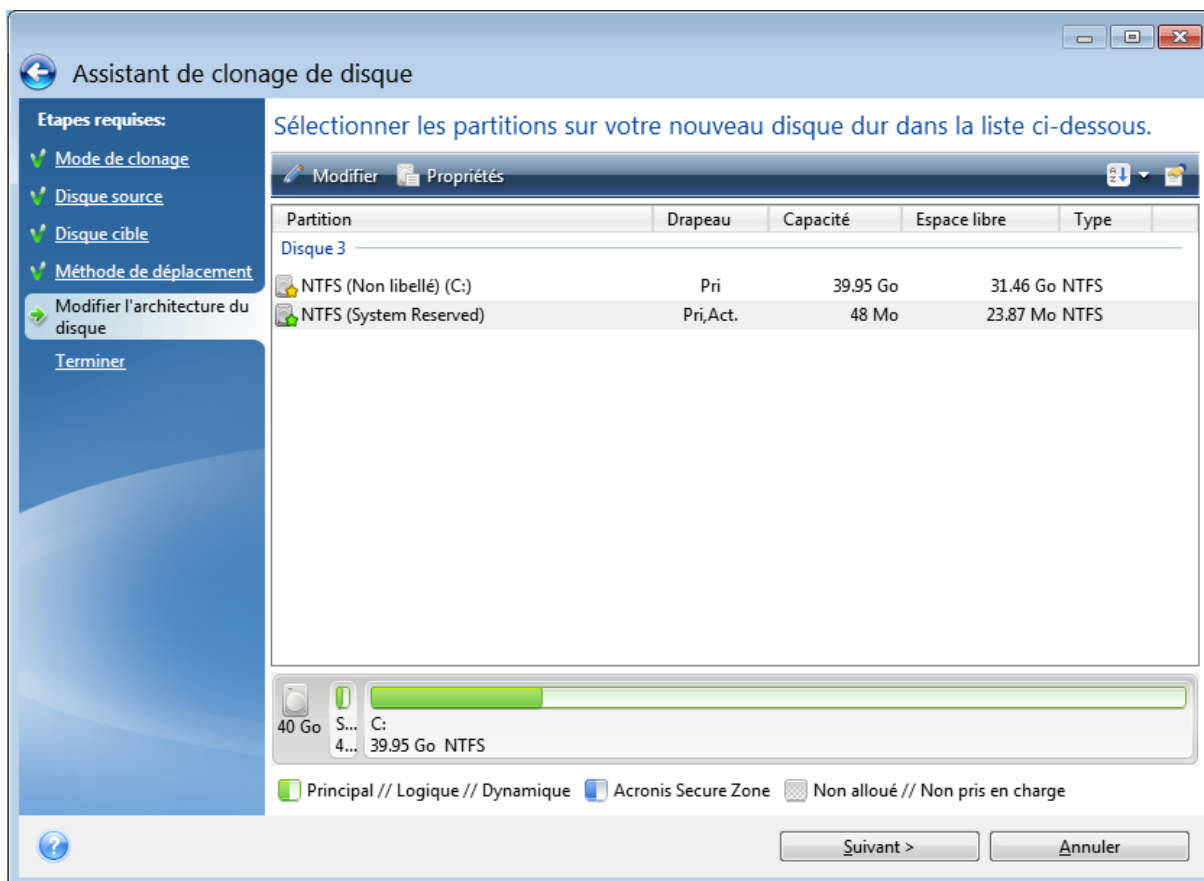 Assistant de clonage de disque
Etapes requises:
Mode de clonage
Disque source
Disque cible
Méthode de déplacement
Modifier l'architecture du
disque
Terminer
Sélectionner les partitions sur votre nouveau disque dur dans la liste ci-dessous.
Modifier Propriétés
Partition Drapeau Capacité Espace libre Type
Disque 3
NTFS (Non libellé) (C:) Pri 39.95 Go 31.46 Go NTFS
NTFS (System Reserved) Pri,Act. 48 Mo 23.87 Mo NTFS
40 Go S... C:
4... 39.95 Go NTFS
Principal // Logique // Dynamique Acronis Secure Zone Non alloué // Non pris en charge
Suivant > Annuler